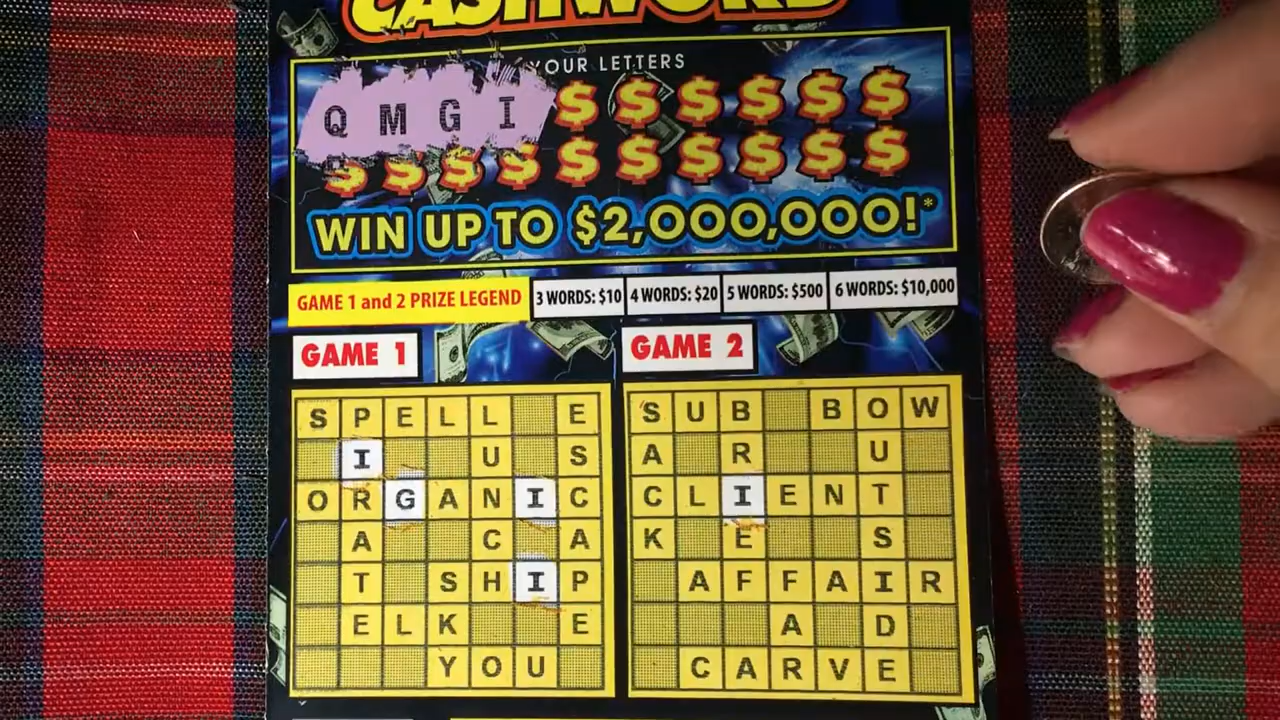 CASHWORD
YOUR LETTERS
Q M G I $ $ $ $ $ $
$ $ $ $ $ $ $ $ $ $
WIN UP TO $2,000,000!*
GAME 1 and 2 PRIZE LEGEND 3 WORDS: $10 4 WORDS: $20 5 WORDS: $500 6 WORDS: $10,000
GAME 1 GAME 2
S P E L L E S U B B O W
I U S A R U
O R G A N I C C L I E N T
A C A K E S
T S H I P A F F A I R
E L K E A D
Y O U C A R V E